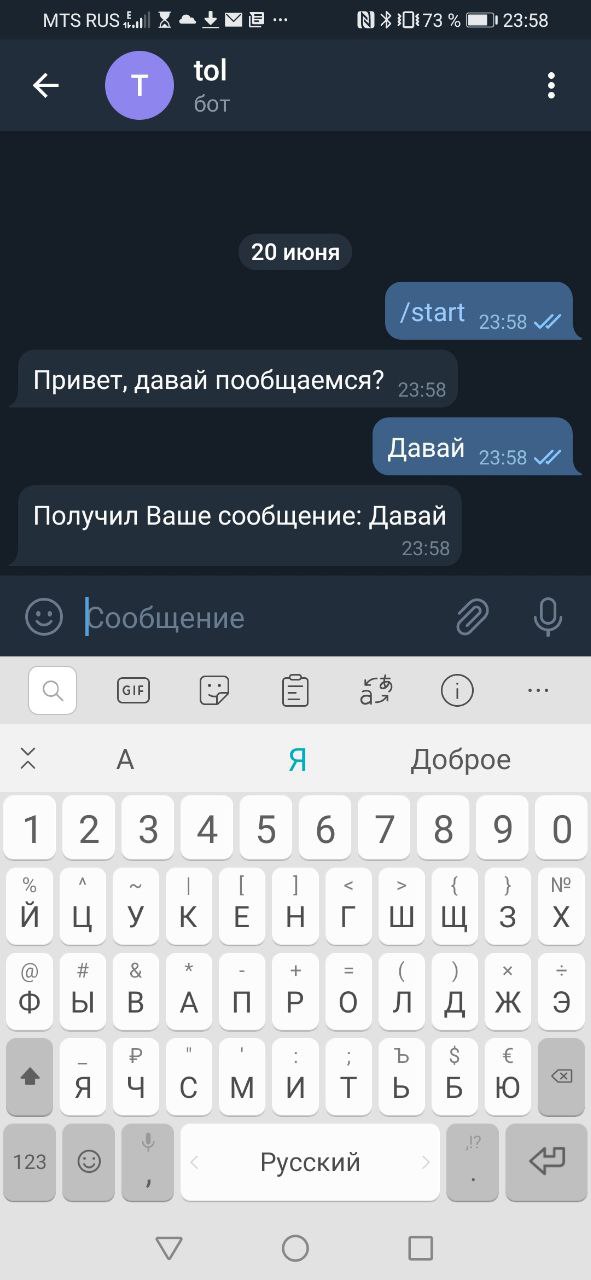 MTS RUS 73 % 23:58
T
tol
бот
20 июня
/start 23:58
Привет, давай пообщаемся? 23:58
Давай 23:58
Получил Ваше сообщение: Давай
23:58
Сообщение
GIF
А Я Доброе
1 2 3 4 5 6 7 8 9 0
% ^ ~ | [ ] < > { } №
Й Ц У К Е Н Г Ш Щ З Х
@ # & * - + = ( ) × ÷
Ф Ы В А П Р О Л Д Ж Э
_ ₽ " ' : ; Ъ $ €
Я Ч С М И Т Ь Б Ю
,!?
123 , Русский .